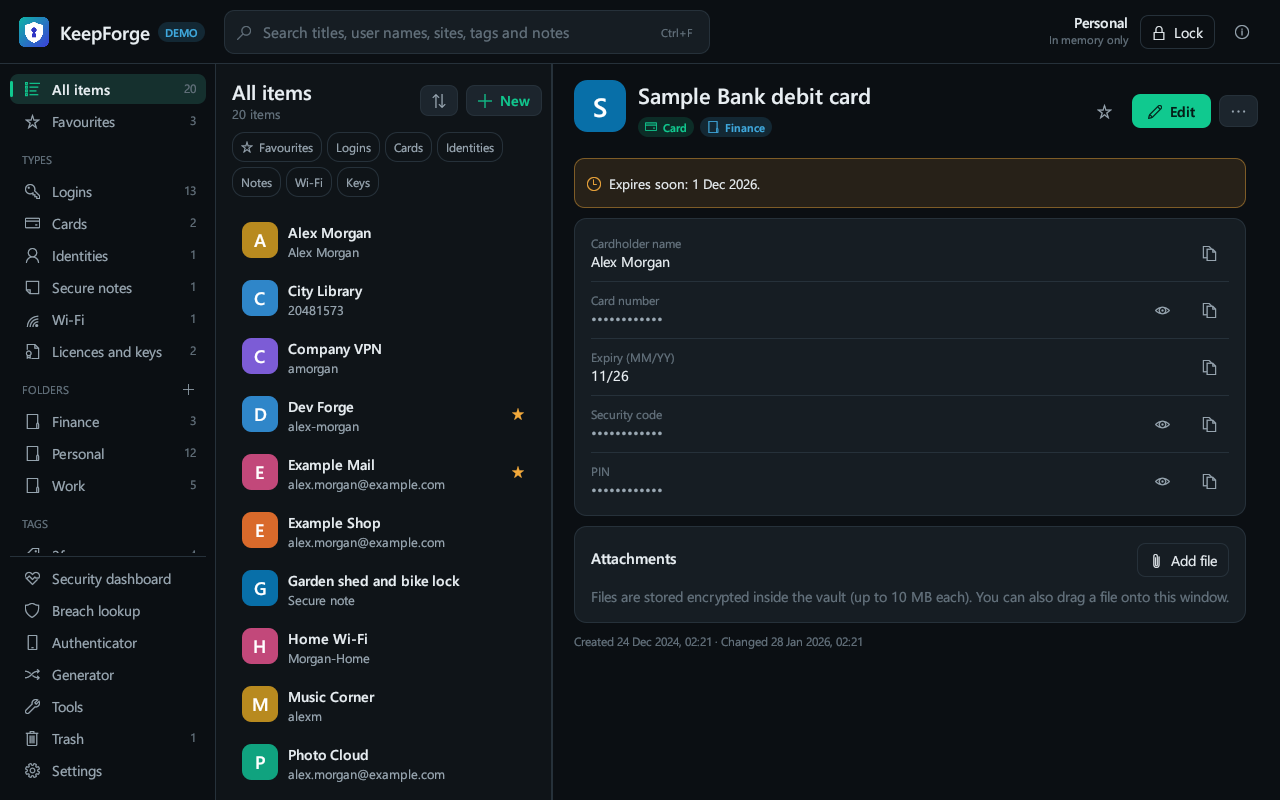 KeepForge DEMO
Search titles, user names, sites, tags and notes Ctrl+F
Personal
In memory only
Lock
All items 20
Favourites 3
TYPES
Logins 13
Cards 2
Identities 1
Secure notes 1
Wi-Fi 1
Licences and keys 2
FOLDERS
Finance 3
Personal 12
Work 5
TAGS
Security dashboard
Breach lookup
Authenticator
Generator
Tools
Trash 1
Settings
All items
20 items
New
Favourites Logins Cards Identities
Notes Wi-Fi Keys
A
Alex Morgan
Alex Morgan
C
City Library
20481573
C
Company VPN
amorgan
D
Dev Forge
alex-morgan
E
Example Mail
alex.morgan@example.com
E
Example Shop
alex.morgan@example.com
G
Garden shed and bike lock
Secure note
H
Home Wi-Fi
Morgan-Home
M
Music Corner
alexm
P
Photo Cloud
alex.morgan@example.com
S
Sample Bank debit card
Card Finance
Edit
Expires soon: 1 Dec 2026.
Cardholder name
Alex Morgan
Card number
••••••••••••
Expiry (MM/YY)
11/26
Security code
••••••••••••
PIN
••••••••••••
Attachments
Add file
Files are stored encrypted inside the vault (up to 10 MB each). You can also drag a file onto this window.
Created 24 Dec 2024, 02:21 · Changed 28 Jan 2026, 02:21